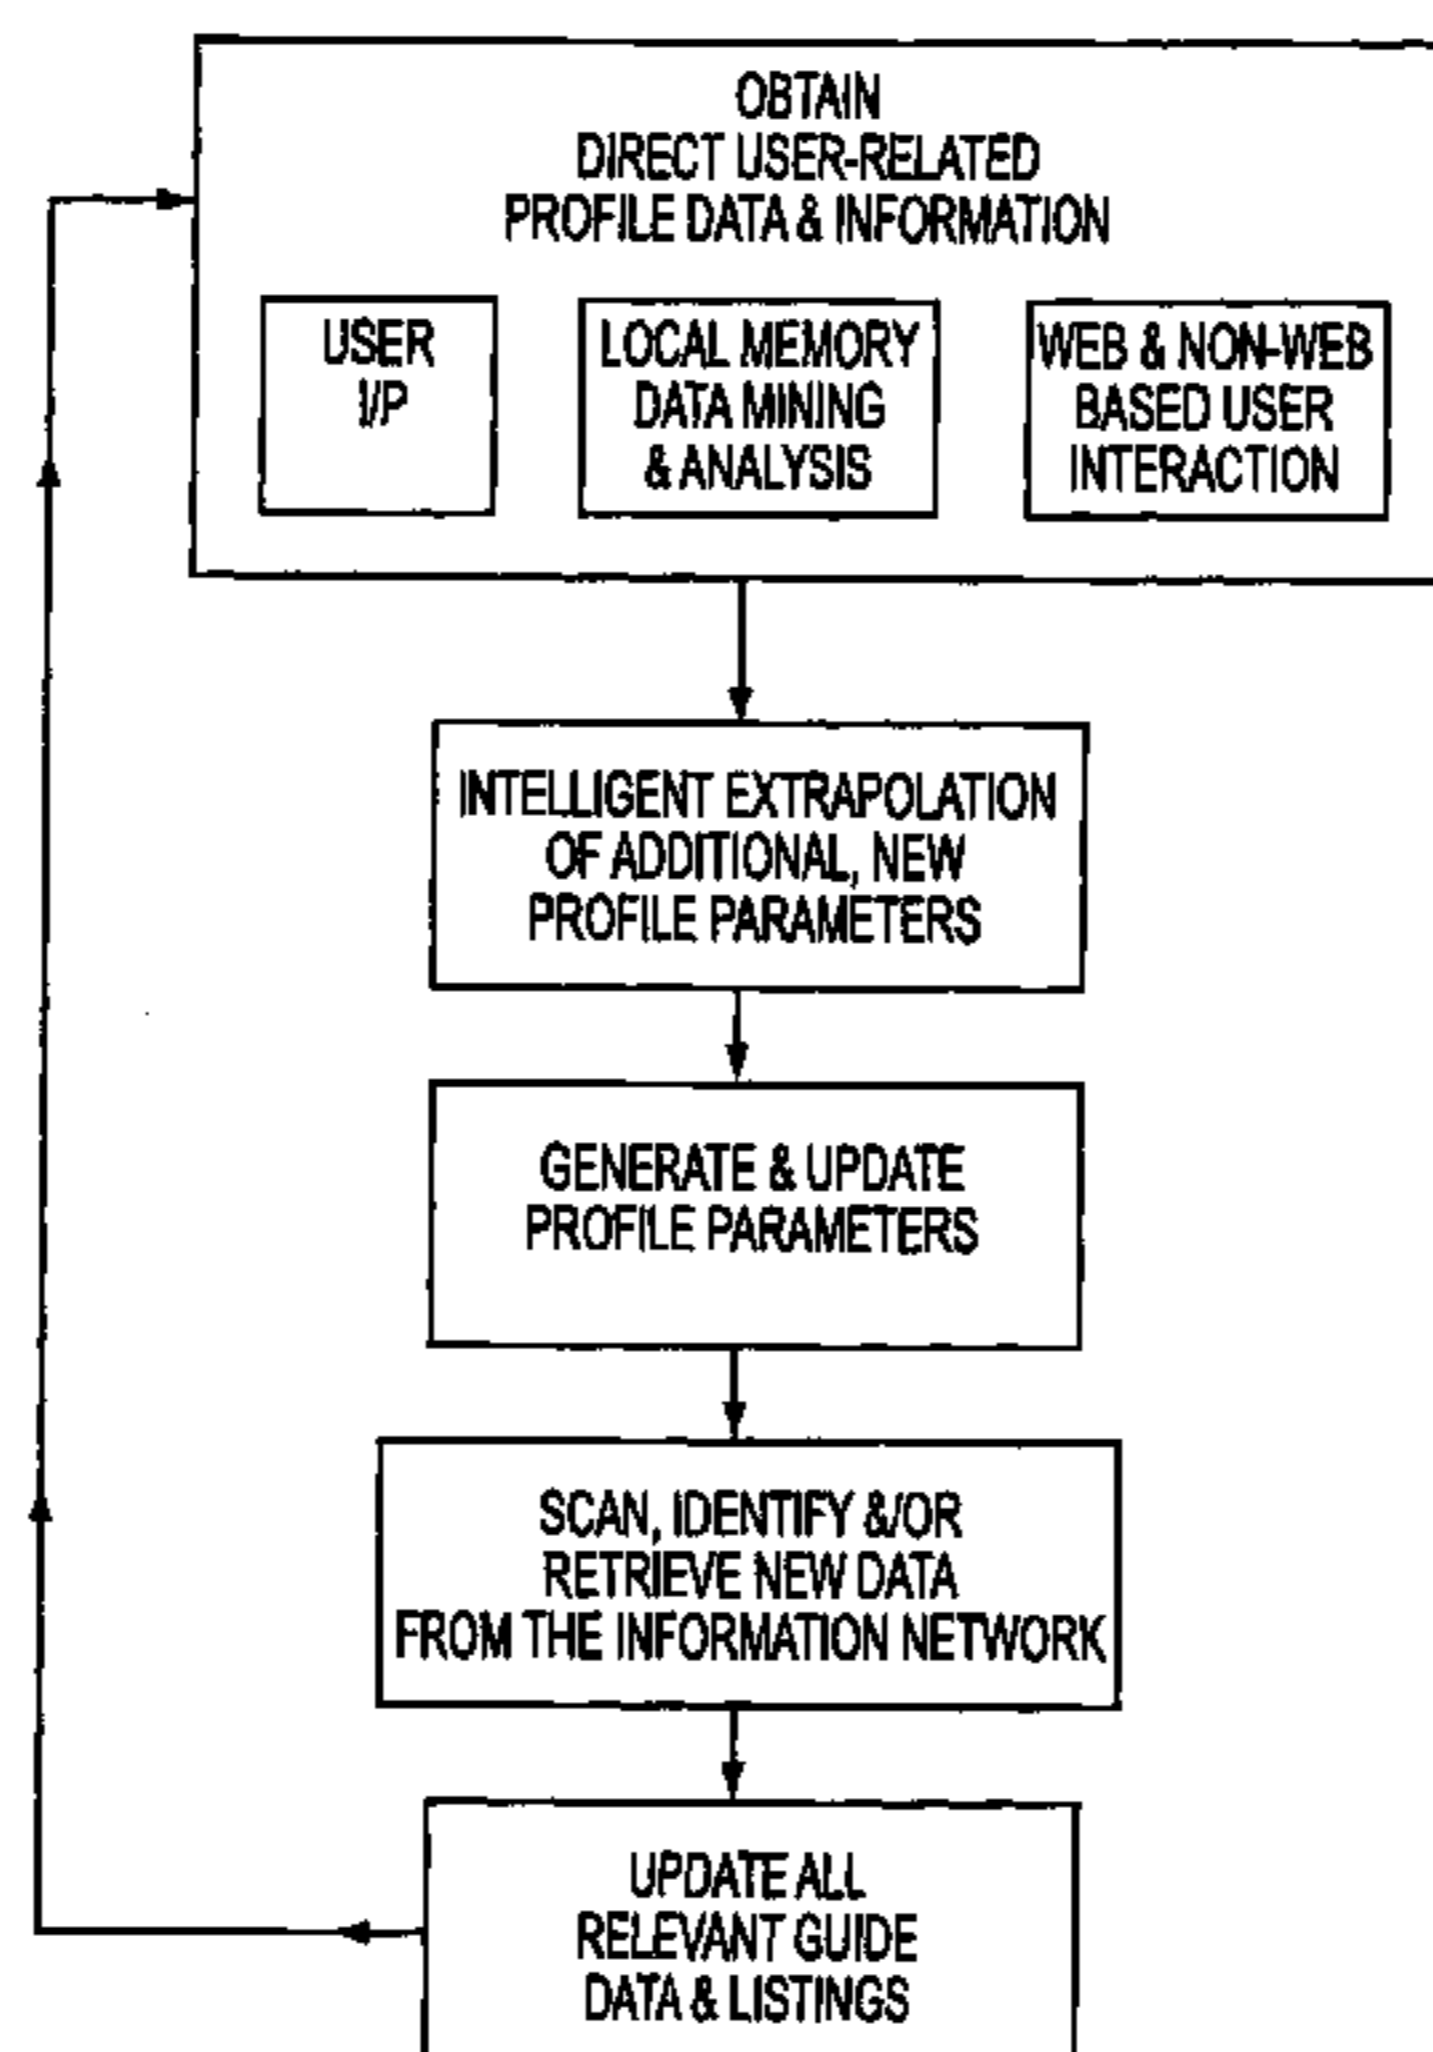 OBTAIN
DIRECT USER-RELATED
PROFILE DATA & INFORMATION
USER
I/P
LOCAL MEMORY
DATA MINING
& ANALYSIS
WEB & NON-WEB
BASED USER
INTERACTION
INTELLIGENT EXTRAPOLATION
OF ADDITIONAL, NEW
PROFILE PARAMETERS
GENERATE & UPDATE
PROFILE PARAMETERS
SCAN, IDENTIFY &/OR
RETRIEVE NEW DATA
FROM THE INFORMATION NETWORK
UPDATE ALL
RELEVANT GUIDE
DATA & LISTINGS